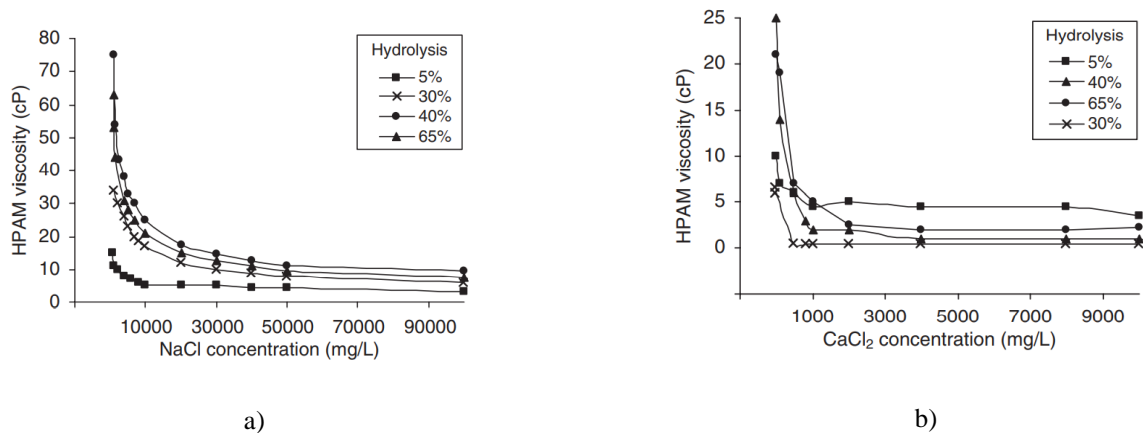 80
70
60
50
40
30
20
10
0
HPAM viscosity (cP)
10000 30000 50000 70000 90000
NaCl concentration (mg/L)
Hydrolysis
5%
30%
40%
65%
a)
25
20
15
10
5
0
HPAM viscosity (cP)
1000 3000 5000 7000 9000
CaCl₂ concentration (mg/L)
Hydrolysis
5%
40%
65%
30%
b)